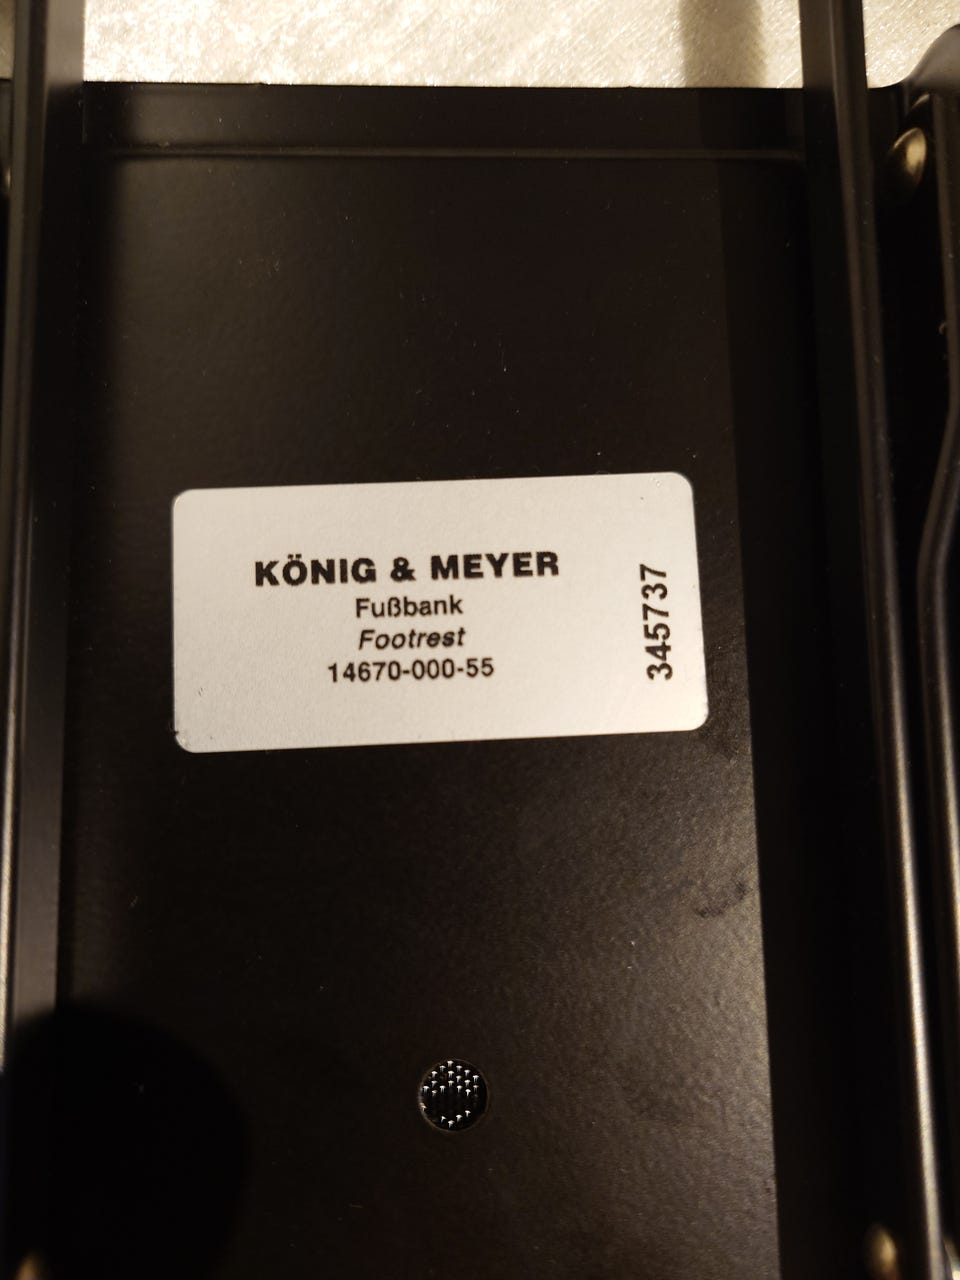 KÖNIG & MEYER
Fußbank
Footrest
14670-000-55
345737